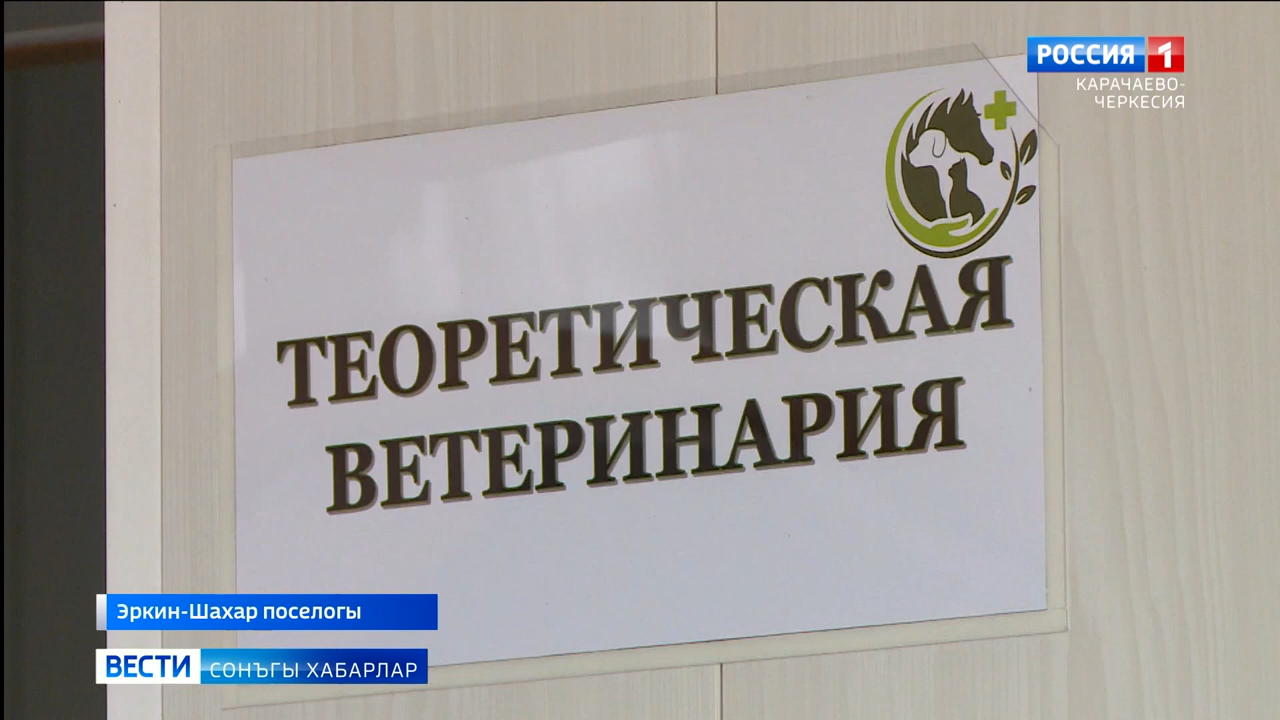 РОССИЯ 1
КАРАЧАЕВО-
ЧЕРКЕСИЯ
ТЕОРЕТИЧЕСКАЯ
ВЕТЕРИНАРИЯ
Эркин-Шахар поселогы
ВЕСТИ СОНЪГЫ ХАБАРЛАР